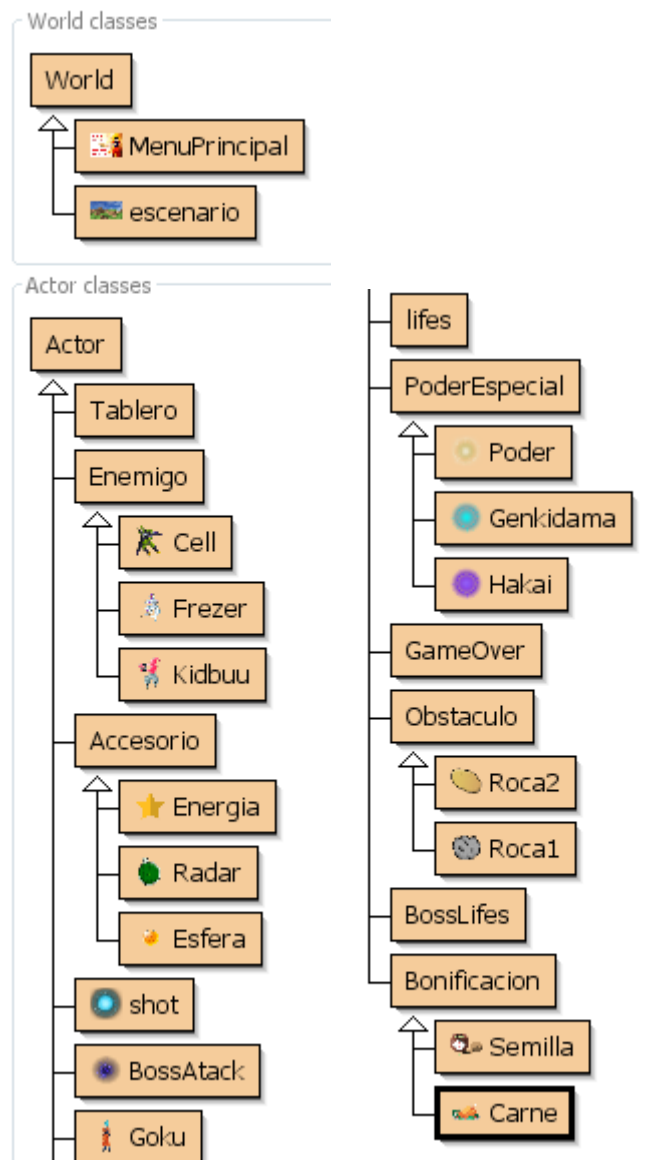 World classes
World
MenuPrincipal
escenario
Actor classes
Actor
Tablero
Enemigo
Cell
Frezer
Kidbuu
Accesorio
Energia
Radar
Esfera
shot
BossAtack
Goku
lifes
PoderEspecial
Poder
Genkidama
Hakai
GameOver
Obstaculo
Roca2
Roca1
BossLifes
Bonificacion
Semilla
Carne